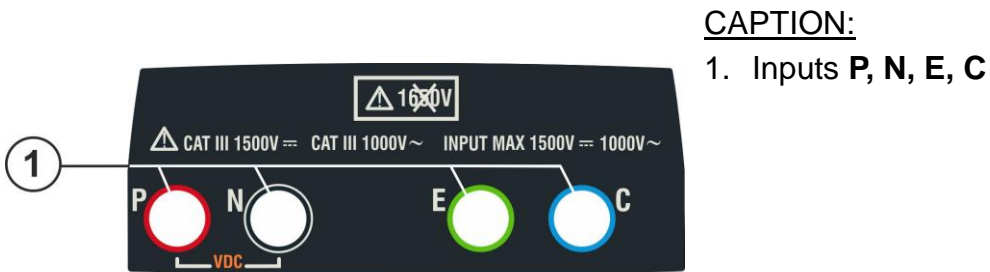 CAPTION:
1. Inputs P, N, E, C
⚠ 1650V
⚠ CAT III 1500V ⎓ CAT III 1000V~ INPUT MAX 1500V ⎓ 1000V~
1
P N E C
VDC